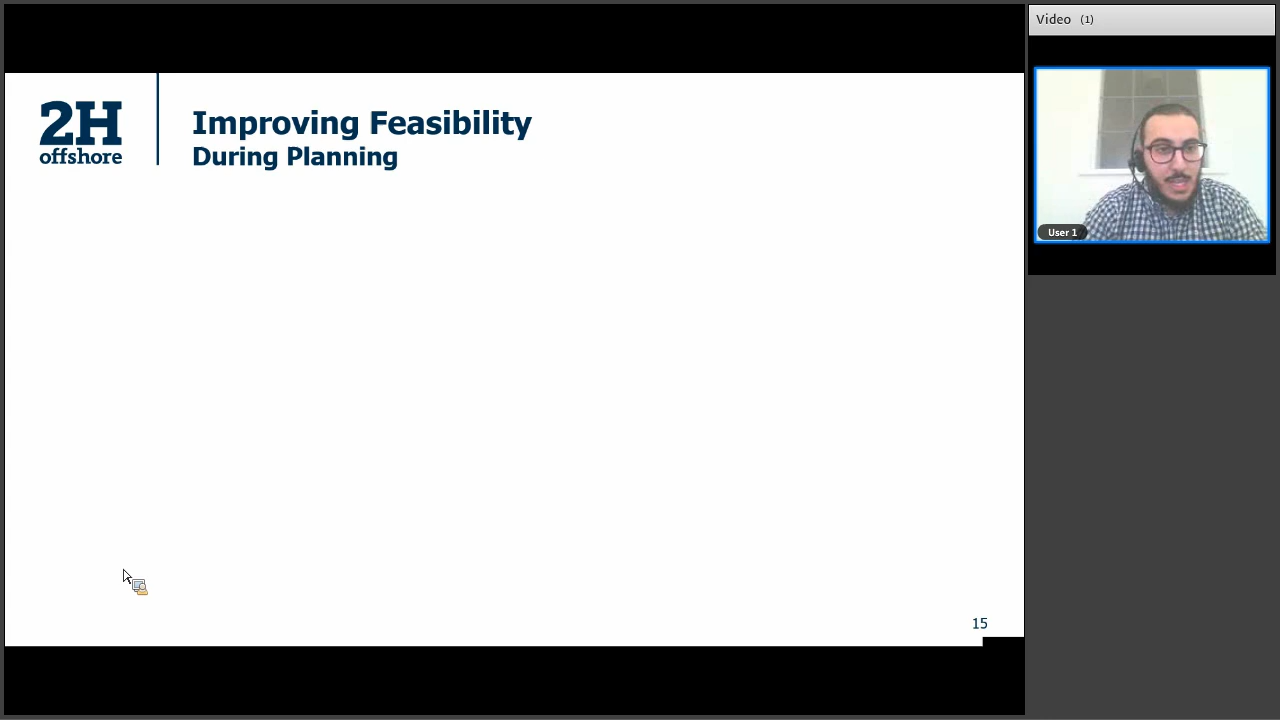 Video (1)
2H
offshore
Improving Feasibility
During Planning
User 1
15